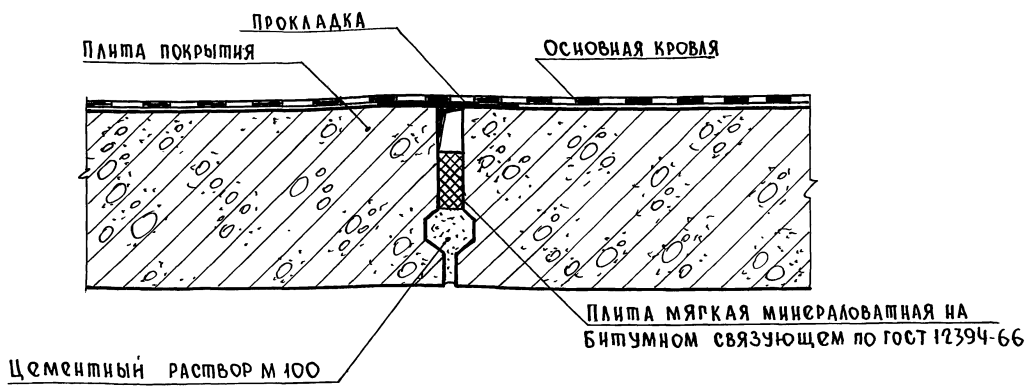 ПРОКЛАДКА
ПЛИТА ПОКРЫТИЯ
ОСНОВНАЯ КРОВЛЯ
ПЛИТА МЯГКАЯ МИНЕРАЛОВАТНАЯ НА
БИТУМНОМ СВЯЗУЮЩЕМ ПО ГОСТ 12394-66
ЦЕМЕНТНЫЙ РАСТВОР М 100